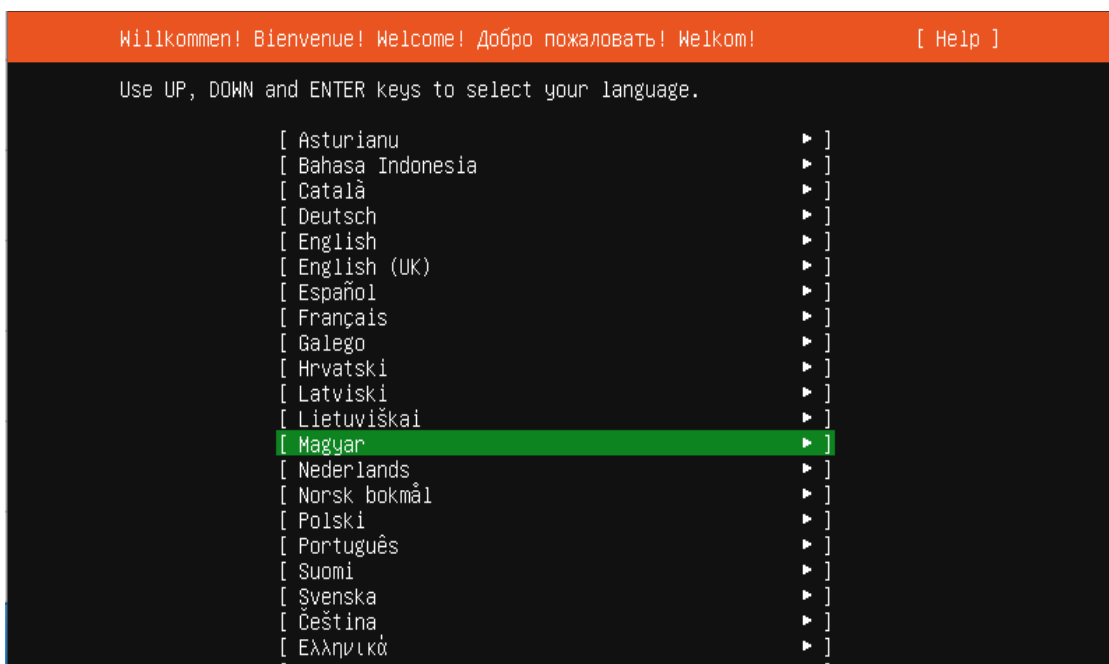 Willkommen! Bienvenue! Welcome! Добро пожаловать! Welkom! [ Help ]
Use UP, DOWN and ENTER keys to select your language.
[ Asturianu ▸ ]
[ Bahasa Indonesia ▸ ]
[ Català ▸ ]
[ Deutsch ▸ ]
[ English ▸ ]
[ English (UK) ▸ ]
[ Español ▸ ]
[ Français ▸ ]
[ Galego ▸ ]
[ Hrvatski ▸ ]
[ Latviski ▸ ]
[ Lietuviškai ▸ ]
[ Magyar ▸ ]
[ Nederlands ▸ ]
[ Norsk bokmål ▸ ]
[ Polski ▸ ]
[ Português ▸ ]
[ Suomi ▸ ]
[ Svenska ▸ ]
[ Čeština ▸ ]
[ Ελληνικά ▸ ]